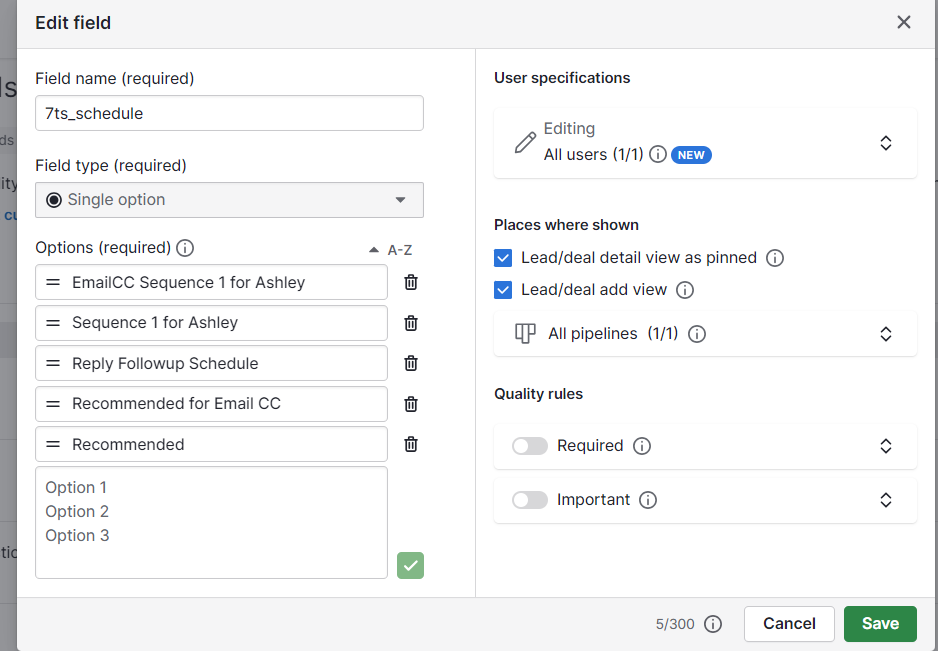 Edit field
Field name (required)
7ts_schedule
Field type (required)
Single option
Options (required)
A-Z
EmailCC Sequence 1 for Ashley
Sequence 1 for Ashley
Reply Followup Schedule
Recommended for Email CC
Recommended
Option 1
Option 2
Option 3
User specifications
Editing
All users (1/1) NEW
Places where shown
Lead/deal detail view as pinned
Lead/deal add view
All pipelines (1/1)
Quality rules
Required
Important
5/300
Cancel
Save